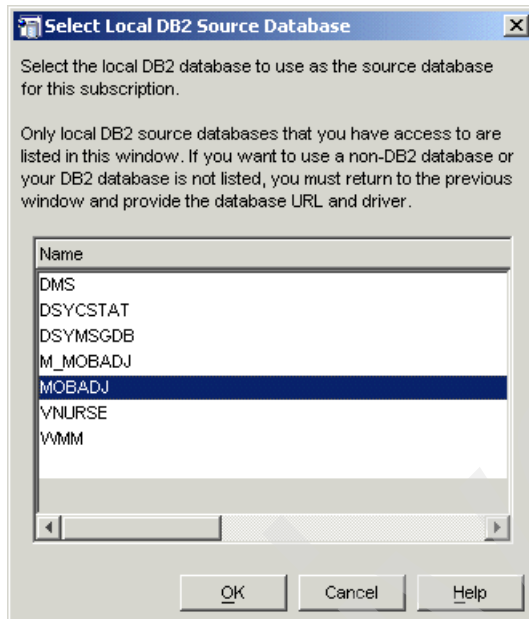 Select Local DB2 Source Database
Select the local DB2 database to use as the source database
for this subscription.
Only local DB2 source databases that you have access to are
listed in this window. If you want to use a non-DB2 database or
your DB2 database is not listed, you must return to the previous
window and provide the database URL and driver.
Name
DMS
DSYCSTAT
DSYMSGDB
M_MOBADJ
MOBADJ
VNURSE
WMM
OK Cancel Help